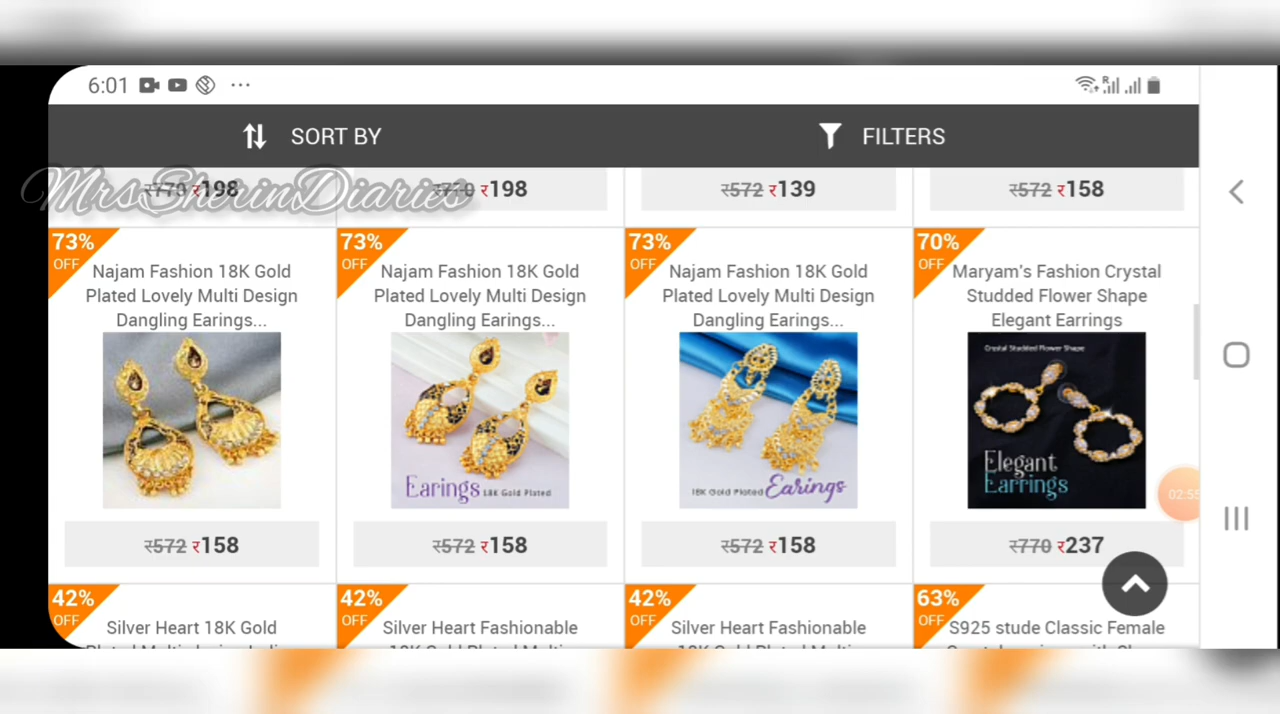 6:01
SORT BY
FILTERS
MrsSherinDiaries
₹770 ₹198
₹198
₹572 ₹139
₹572 ₹158
73%
OFF
Najam Fashion 18K Gold
Plated Lovely Multi Design
Dangling Earings...
₹572 ₹158
73%
OFF
Najam Fashion 18K Gold
Plated Lovely Multi Design
Dangling Earings...
Earings 18K Gold Plated
₹572 ₹158
73%
OFF
Najam Fashion 18K Gold
Plated Lovely Multi Design
Dangling Earings...
18K Gold Plated Earings
₹572 ₹158
70%
OFF
Maryam's Fashion Crystal
Studded Flower Shape
Elegant Earrings
Crystal Studded Flower Shape
Elegant
Earrings
₹770 ₹237
02:55
42%
OFF
Silver Heart 18K Gold
42%
OFF
Silver Heart Fashionable
42%
OFF
Silver Heart Fashionable
63%
OFF
S925 stude Classic Female